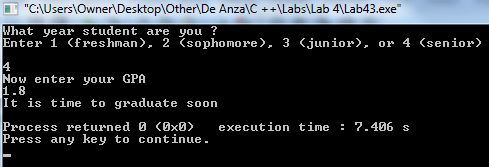 "C:\Users\Owner\Desktop\Other\De Anza\C ++\Labs\Lab 4\Lab43.exe"
What year student are you ?
Enter 1 (freshman), 2 (sophomore), 3 (junior), or 4 (senior)
4
Now enter your GPA
1.8
It is time to graduate soon
Process returned 0 (0x0)   execution time : 7.406 s
Press any key to continue.